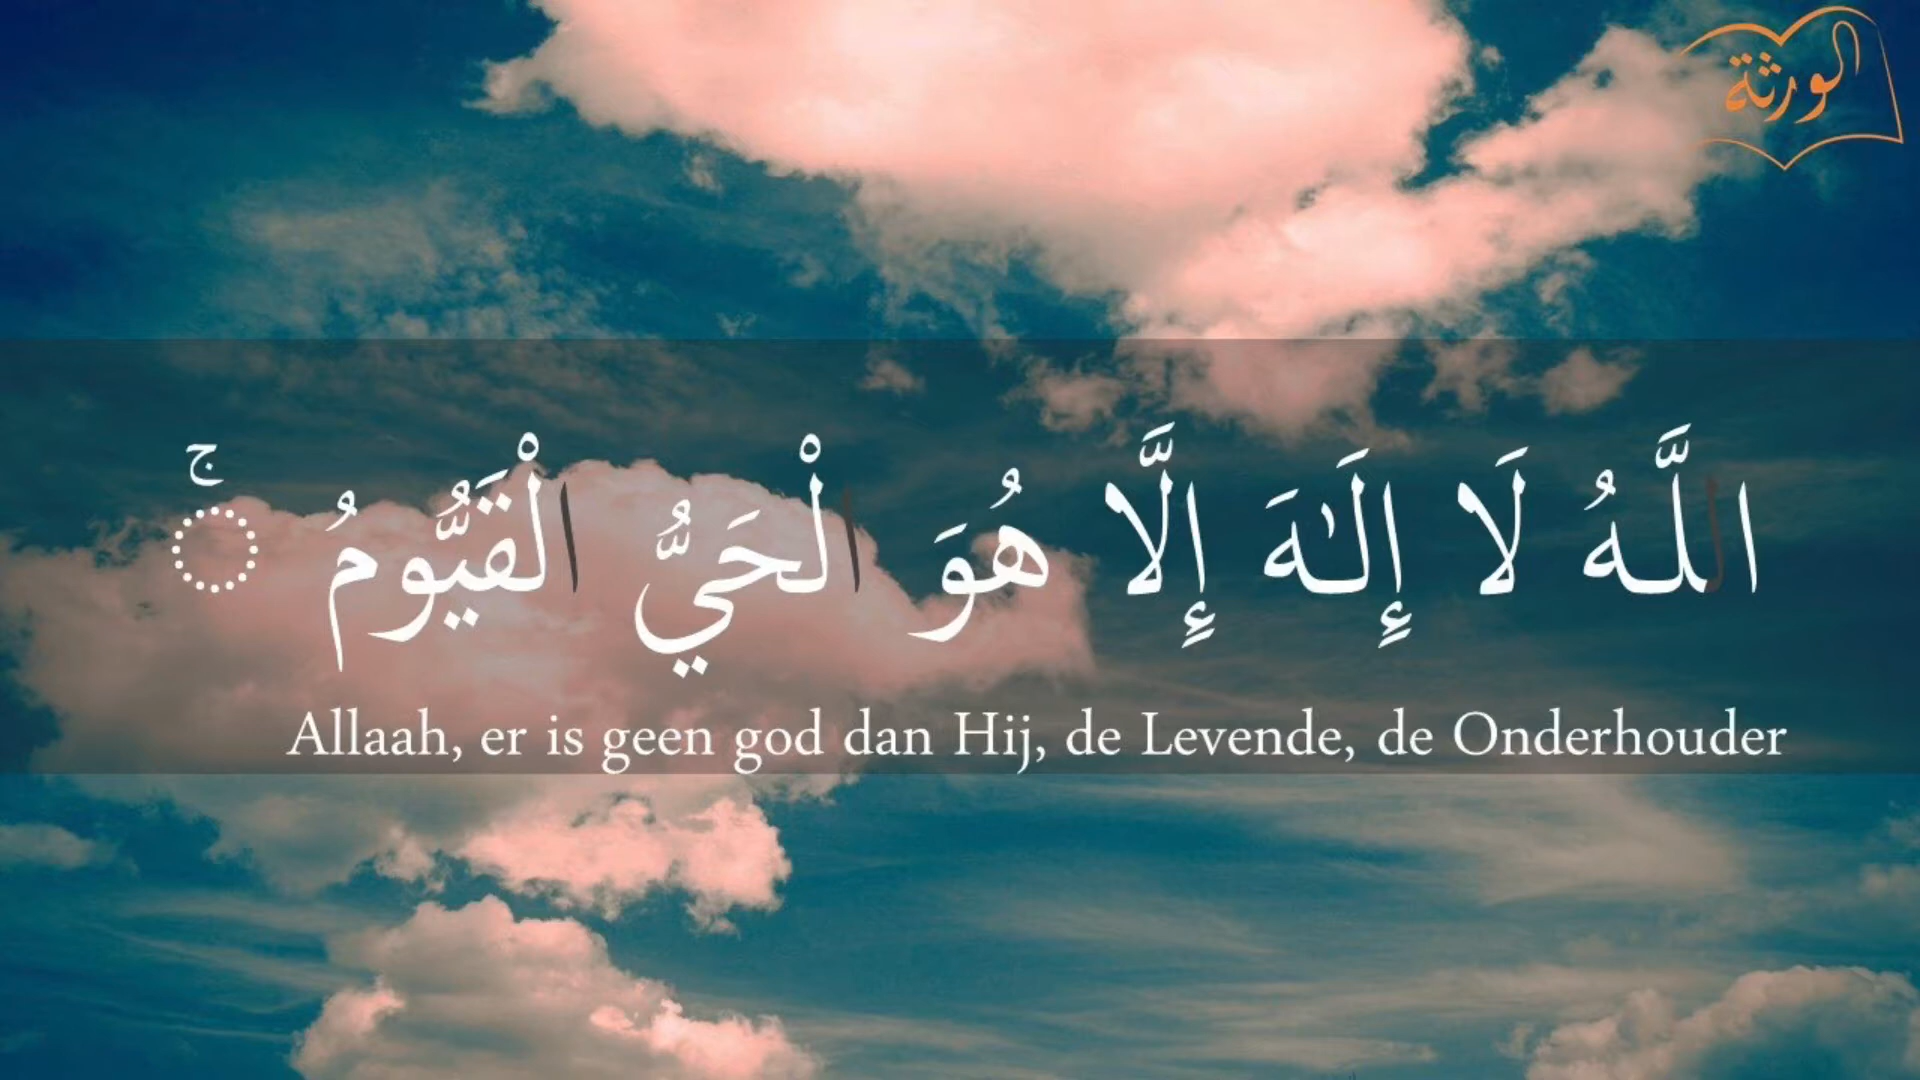 الورثة
اللَّهُ لَا إِلَٰهَ إِلَّا هُوَ الْحَيُّ الْقَيُّومُ ۚ
Allaah, er is geen god dan Hij, de Levende, de Onderhouder